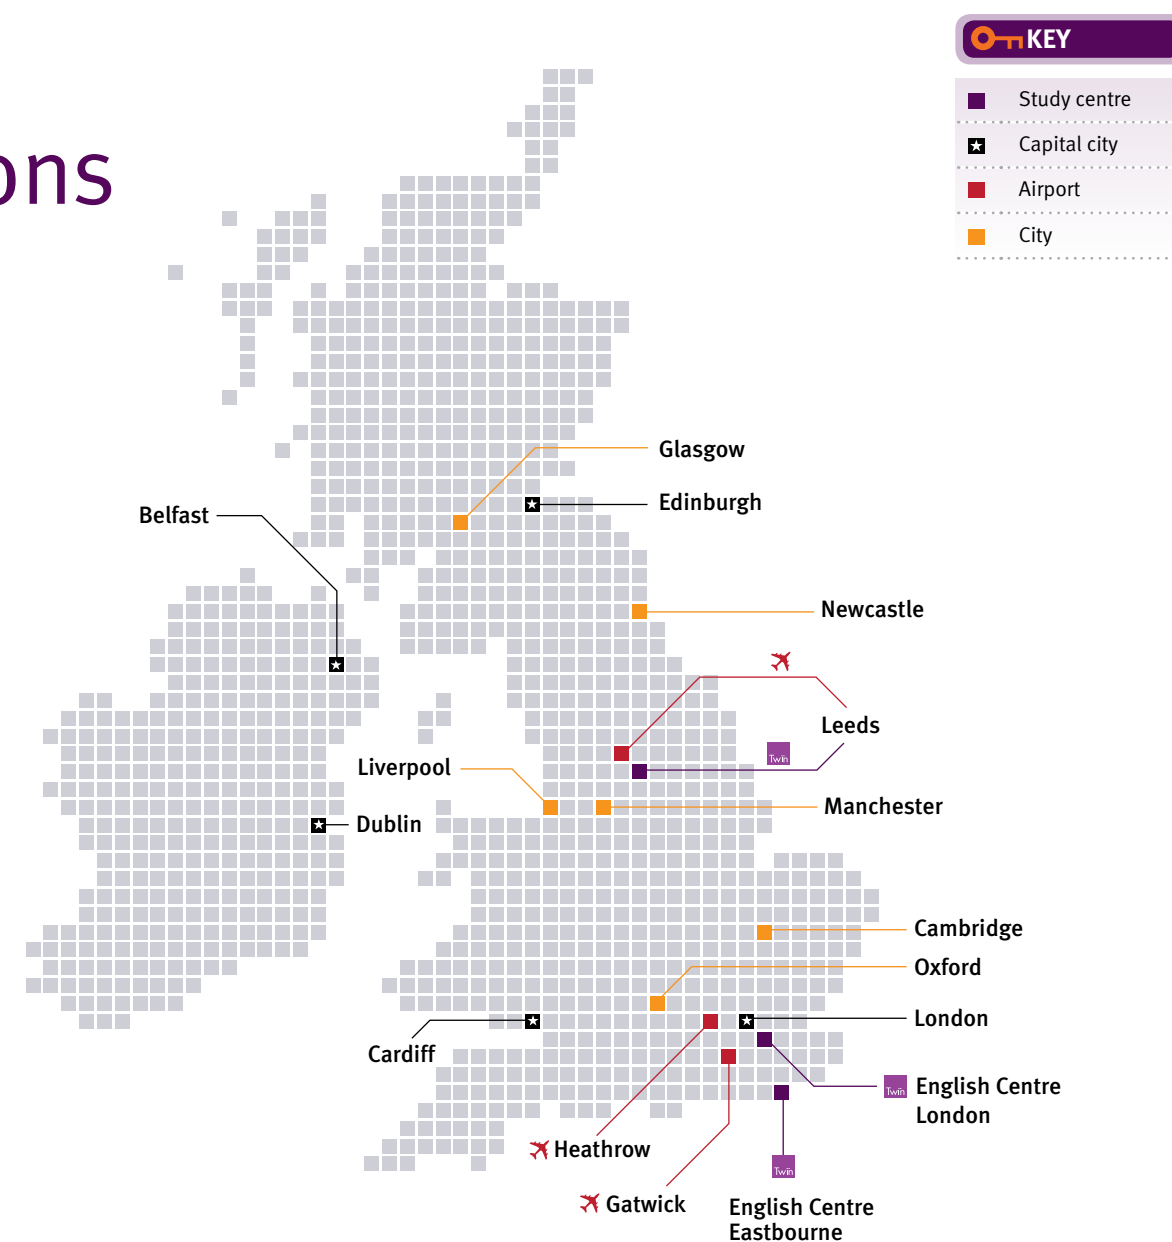 KEY
Study centre
Capital city
Airport
City
ons
Glasgow
Edinburgh
Belfast
Newcastle
Leeds
Twin
Liverpool
Manchester
Dublin
Cambridge
Oxford
London
Cardiff
Twin
English Centre
London
Heathrow
Twin
Gatwick
English Centre
Eastbourne